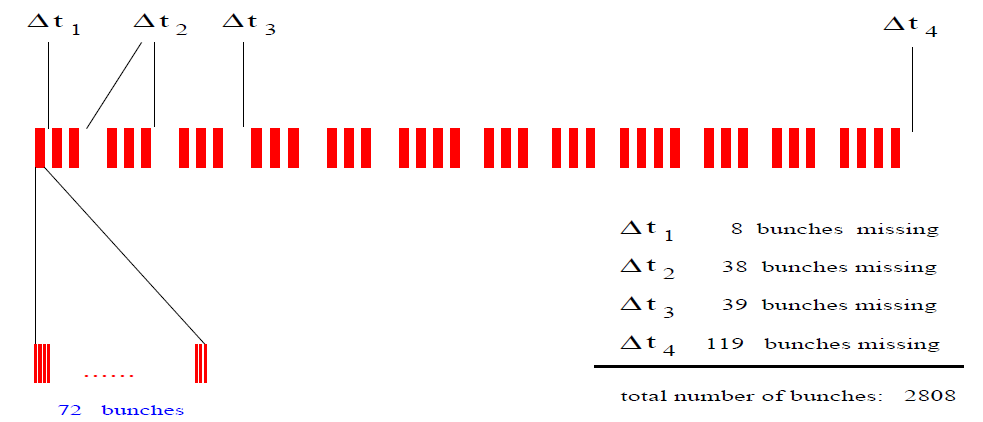 Δt 1 Δt 2 Δt 3 Δt 4
Δt 1 8 bunches missing
Δt 2 38 bunches missing
Δt 3 39 bunches missing
Δt 4 119 bunches missing
total number of bunches: 2808
......
72 bunches